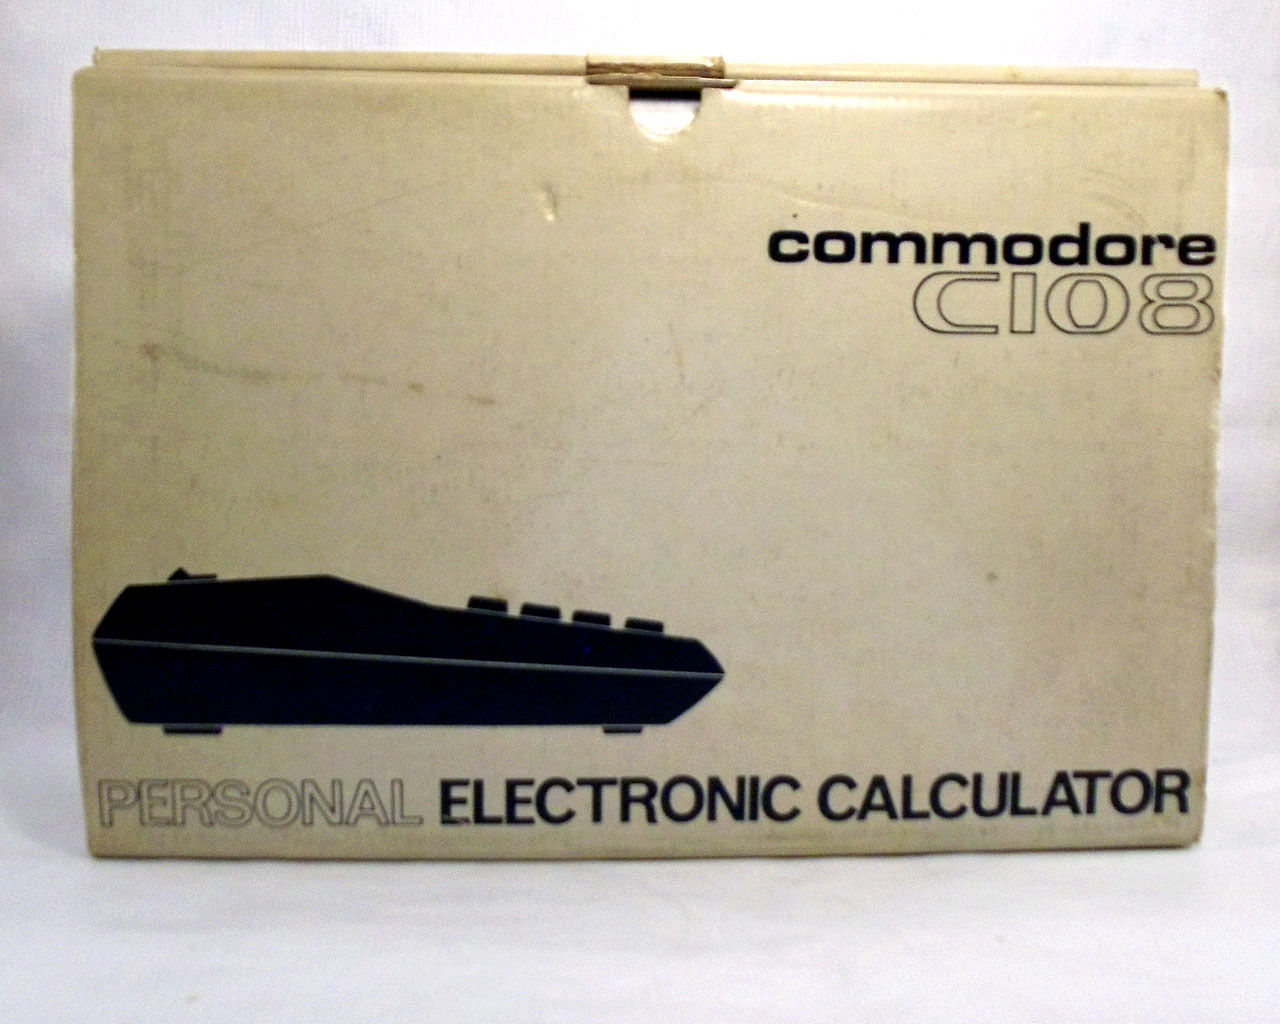 commodore
C108
PERSONAL ELECTRONIC CALCULATOR